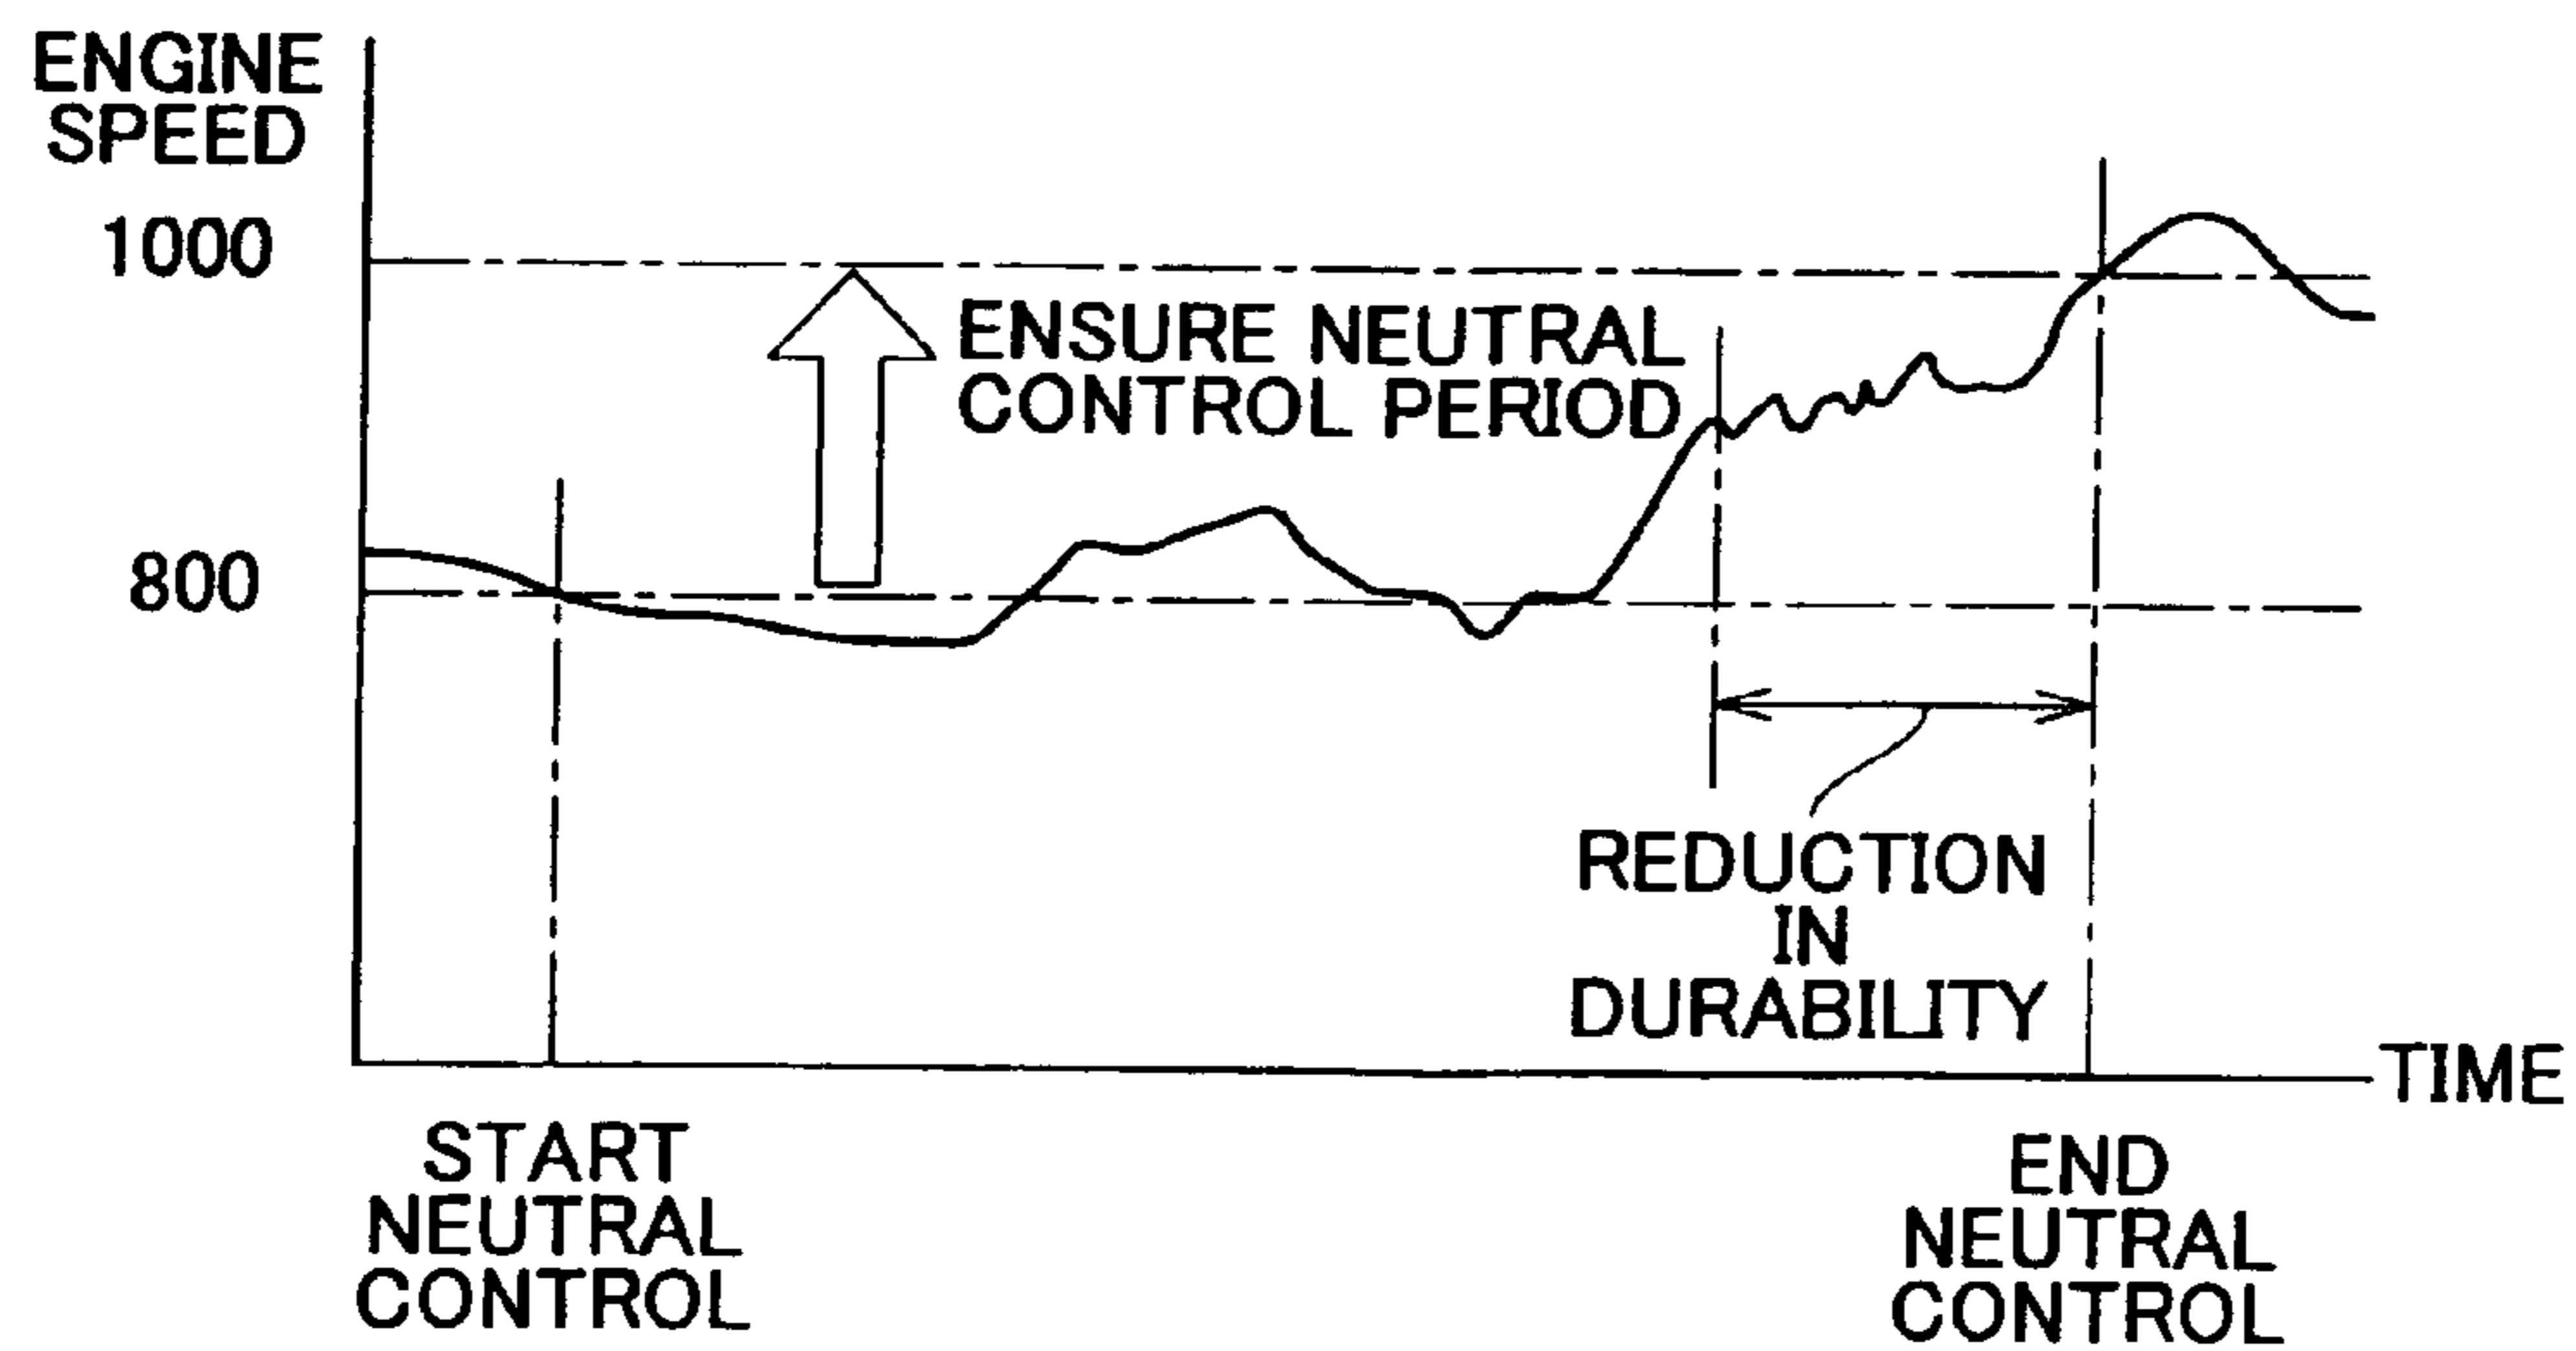 ENGINE
SPEED
1000
ENSURE NEUTRAL
CONTROL PERIOD
800
REDUCTION
IN
DURABILITY
TIME
START
NEUTRAL
CONTROL
END
NEUTRAL
CONTROL